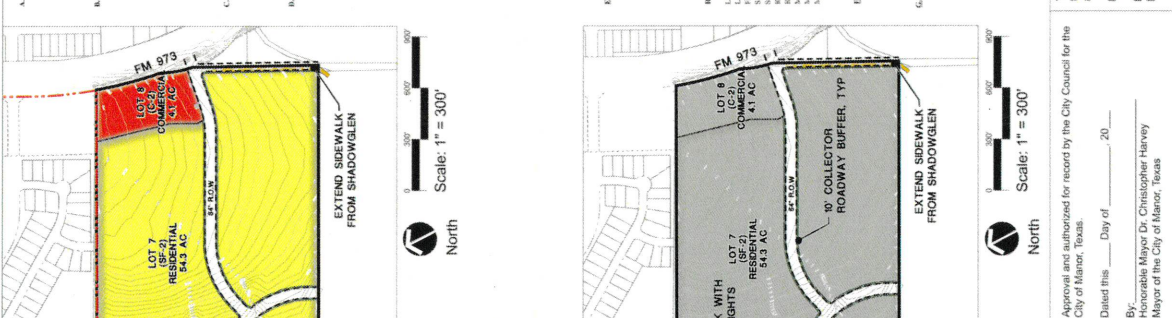 A.
B.
C.
D.
FM 973
LOT 8
(C-2)
COMMERCIAL
4.1 AC
LOT 7
(SF-2)
RESIDENTIAL
54.3 AC
64' R.O.W
EXTEND SIDEWALK
FROM SHADOWGLEN
0 300' 600' 900'
Scale: 1" = 300'
North
FM 973
LOT 8
(C-2)
COMMERCIAL
4.1 AC
LOT 7
(SF-2)
RESIDENTIAL
54.3 AC
64' R.O.W
10' COLLECTOR
ROADWAY BUFFER, TYP
WITH
EXTEND SIDEWALK
FROM SHADOWGLEN
0 300' 600' 900'
Scale: 1" = 300'
North
G.
Approval and authorized for record by the City Council for the
City of Manor, Texas.
Dated this ____ Day of ________, 20 ___
By:
Honorable Mayor Dr. Christopher Harvey
Mayor of the City of Manor, Texas